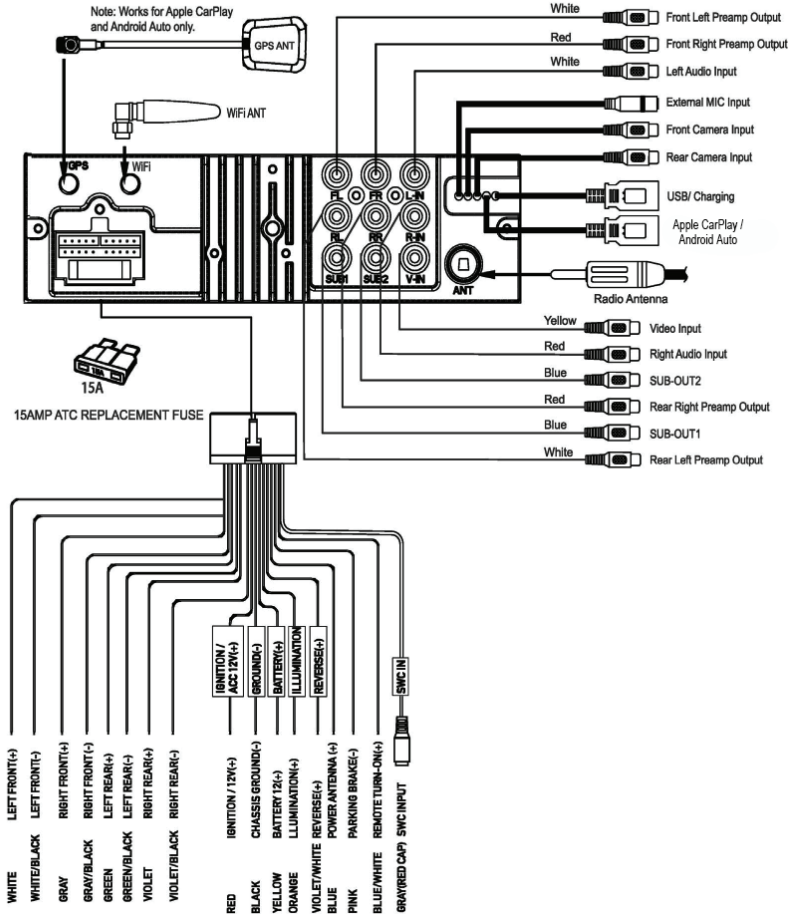 Note: Works for Apple CarPlay
and Android Auto only.
GPS ANT
WiFi ANT
GPS
WiFi
White
Front Left Preamp Output
Red
Front Right Preamp Output
White
Left Audio Input
External MIC Input
Front Camera Input
Rear Camera Input
USB/ Charging
Apple CarPlay /
Android Auto
Radio Antenna
FL
FR
L-IN
RL
RR
R-IN
SUB1
SUB2
V-IN
ANT
Yellow
Video Input
Red
Right Audio Input
Blue
SUB-OUT2
Red
Rear Right Preamp Output
Blue
SUB-OUT1
White
Rear Left Preamp Output
15A
15A
15AMP ATC REPLACEMENT FUSE
IGNITION /
ACC 12V(+)
GROUND(-)
BATTERY(+)
ILLUMINATION
REVERSE(+)
SWC IN
WHITE LEFT FRONT(+)
WHITE/BLACK LEFT FRONT(-)
GRAY RIGHT FRONT(+)
GRAY/BLACK RIGHT FRONT(-)
GREEN LEFT REAR(+)
GREEN/BLACK LEFT REAR(-)
VIOLET RIGHT REAR(+)
VIOLET/BLACK RIGHT REAR(-)
RED IGNITION / 12V(+)
BLACK CHASSIS GROUND(-)
YELLOW BATTERY 12(+)
ORANGE LLUMINATION(+)
VIOLET/WHITE REVERSE(+)
BLUE POWER ANTENNA (+)
PINK PARKING BRAKE(-)
BLUE/WHITE REMOTE TURN-ON(+)
GRAY(RED CAP) SWC INPUT